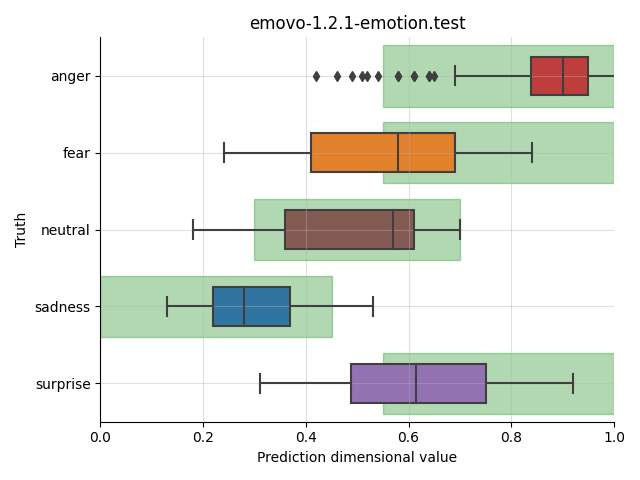 emovo-1.2.1-emotion.test
Truth
anger
fear
neutral
sadness
surprise
0.0 0.2 0.4 0.6 0.8 1.0
Prediction dimensional value